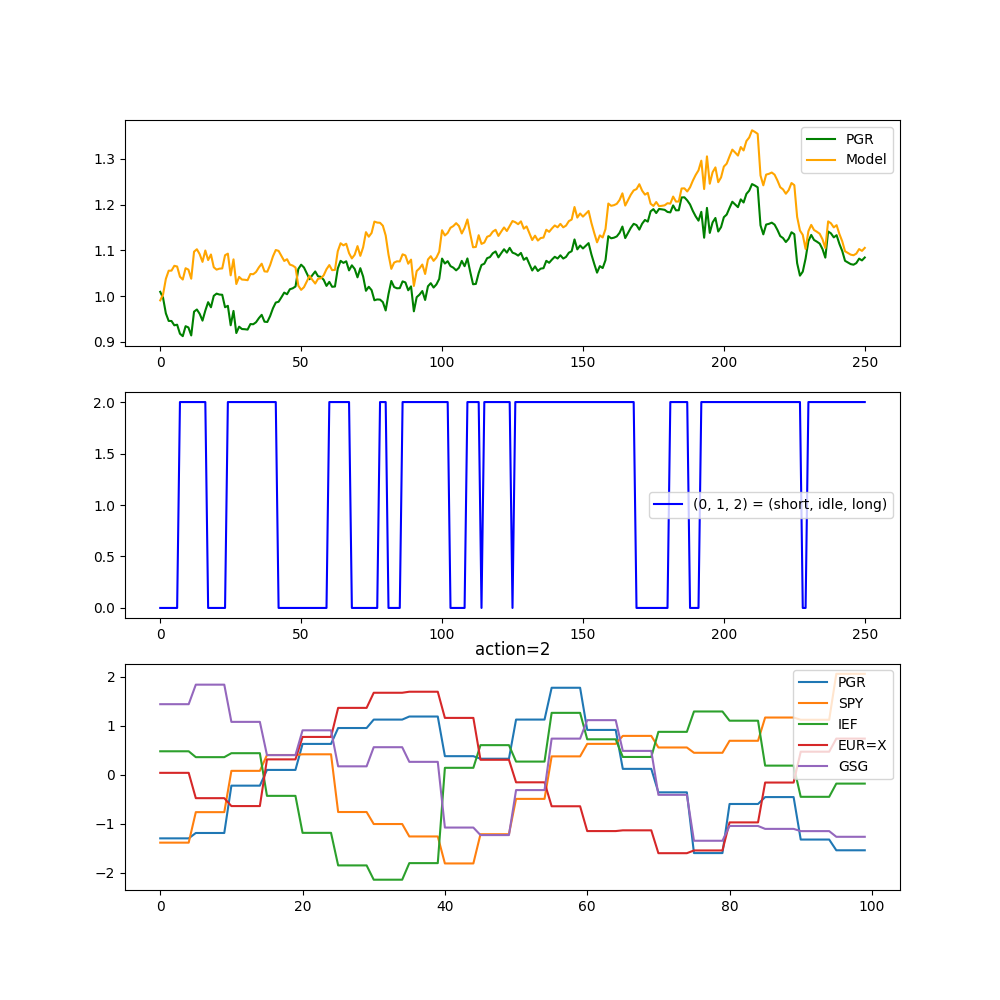 PGR
Model
1.3
1.2
1.1
1.0
0.9
0 50 100 150 200 250
2.0
1.5
1.0
0.5
0.0
(0, 1, 2) = (short, idle, long)
0 50 100 150 200 250
action=2
PGR
SPY
IEF
EUR=X
GSG
2
1
0
−1
−2
0 20 40 60 80 100